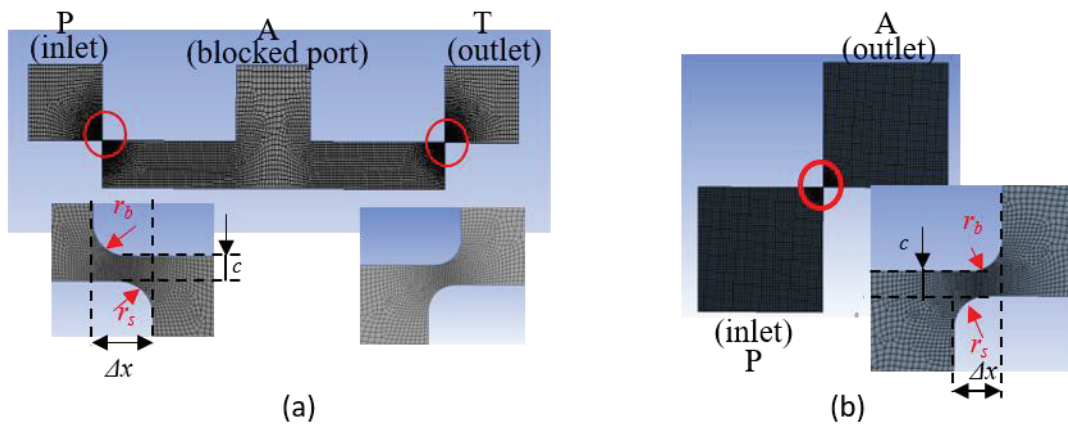 P
(inlet)
A
(blocked port)
T
(outlet)
r_b
c
r_s
Δx
(a)
A
(outlet)
r_b
c
r_s
Δx
(inlet)
P
(b)